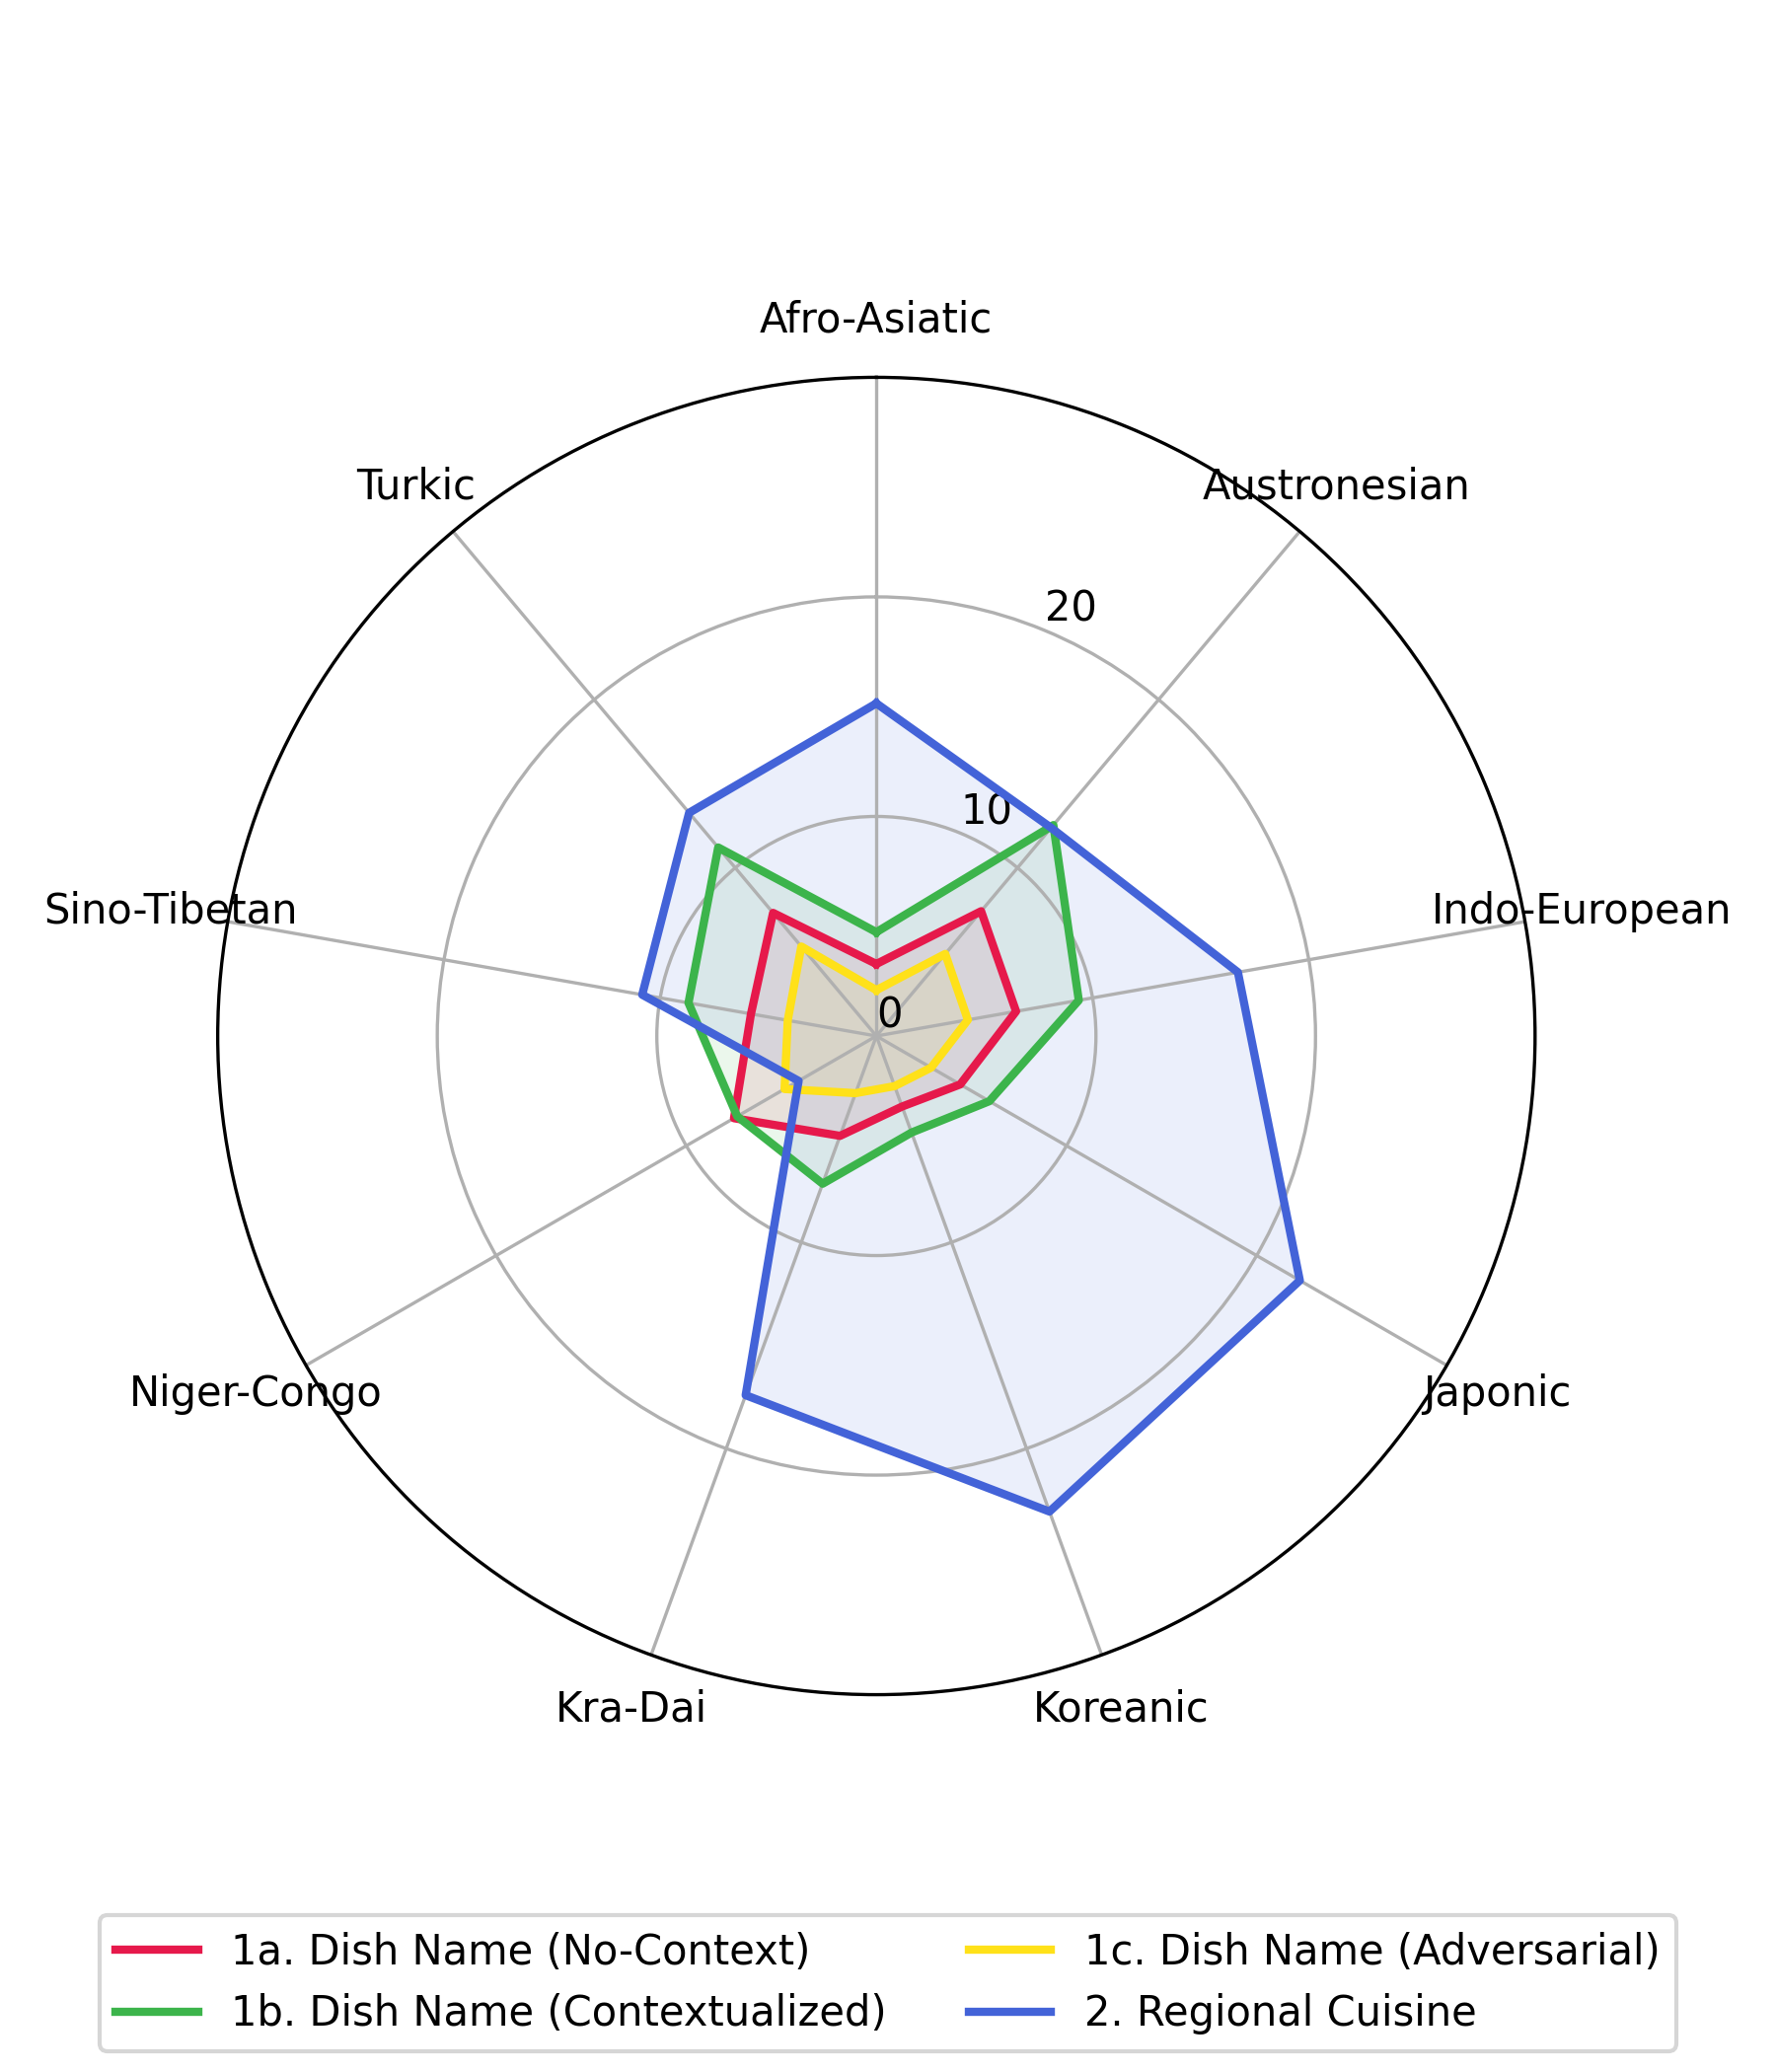 Afro-Asiatic
Turkic
Austronesian
20
10
Sino-Tibetan
Indo-European
0
Niger-Congo
Japonic
Kra-Dai
Koreanic
1a. Dish Name (No-Context)
1b. Dish Name (Contextualized)
1c. Dish Name (Adversarial)
2. Regional Cuisine